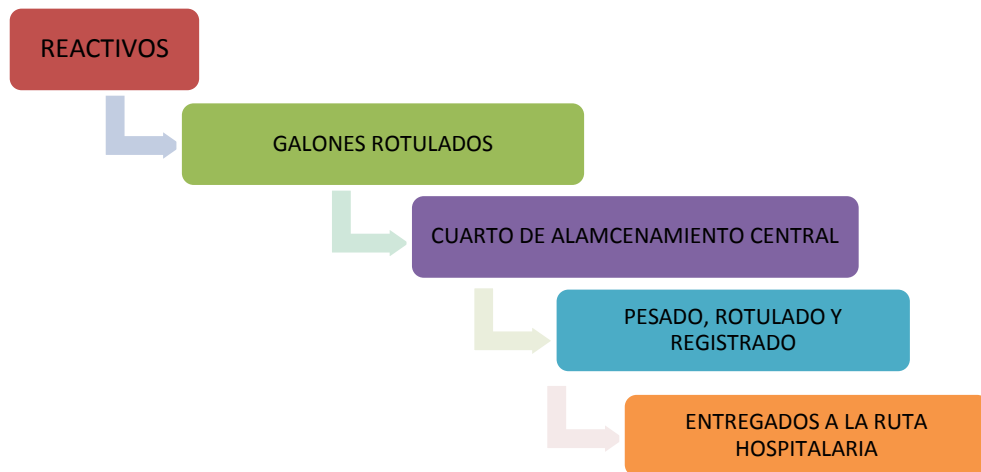 REACTIVOS
GALONES ROTULADOS
CUARTO DE ALAMCENAMIENTO CENTRAL
PESADO, ROTULADO Y
REGISTRADO
ENTREGADOS A LA RUTA
HOSPITALARIA